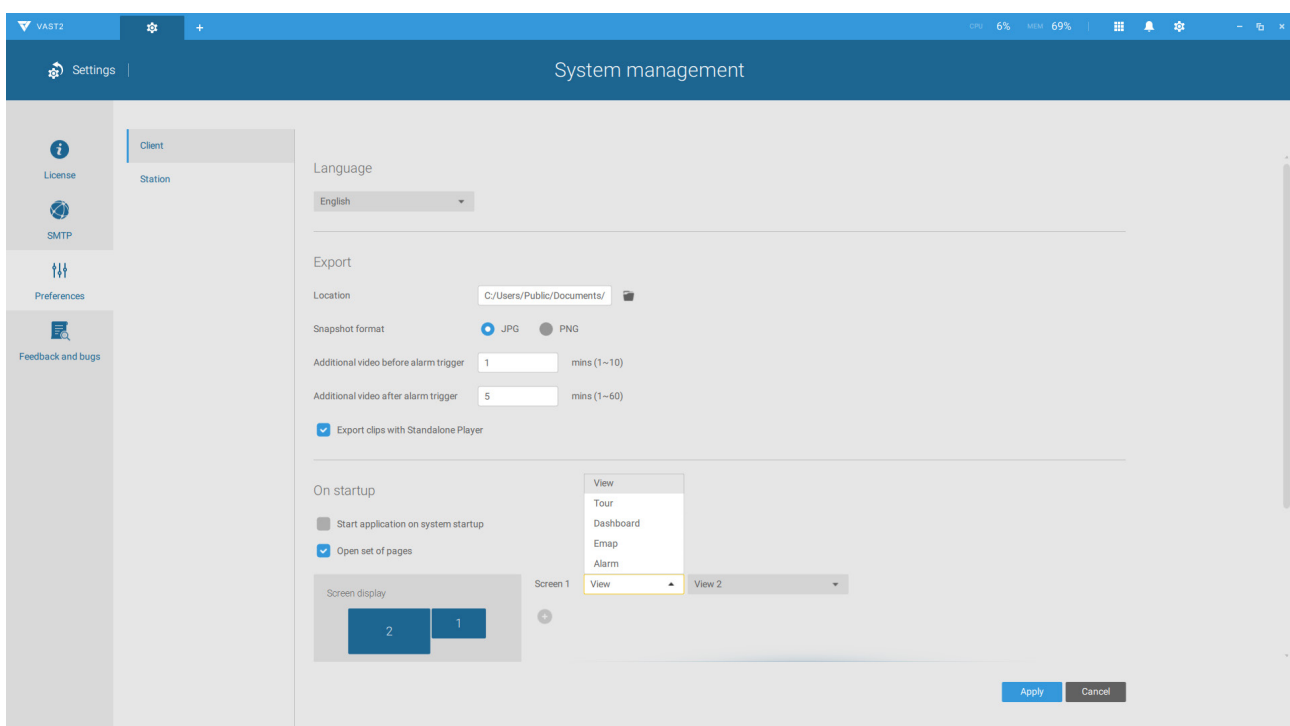 VAST2
+
CPU 6% MEM 69%
Settings
System management
License
SMTP
Preferences
Feedback and bugs
Client
Station
Language
English
Export
Location C:/Users/Public/Documents/
Snapshot format JPG PNG
Additional video before alarm trigger 1 mins (1~10)
Additional video after alarm trigger 5 mins (1~60)
Export clips with Standalone Player
On startup
Start application on system startup
Open set of pages
View
Tour
Dashboard
Emap
Alarm
Screen display
2 1
Screen 1 View View 2
Apply Cancel